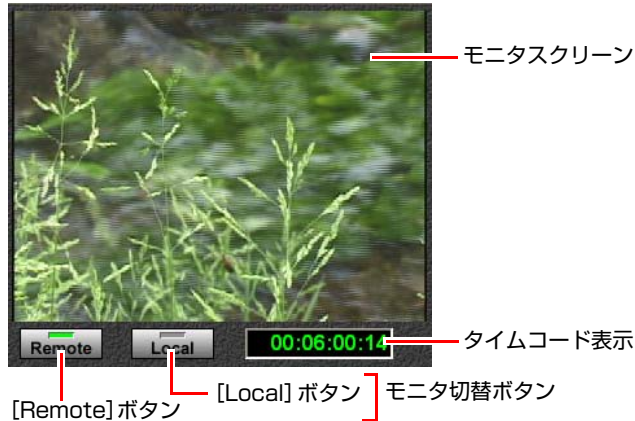 モニタスクリーン
Remote
Local
00:06:00:14
タイムコード表示
[Local] ボタン
モニタ切替ボタン
[Remote] ボタン